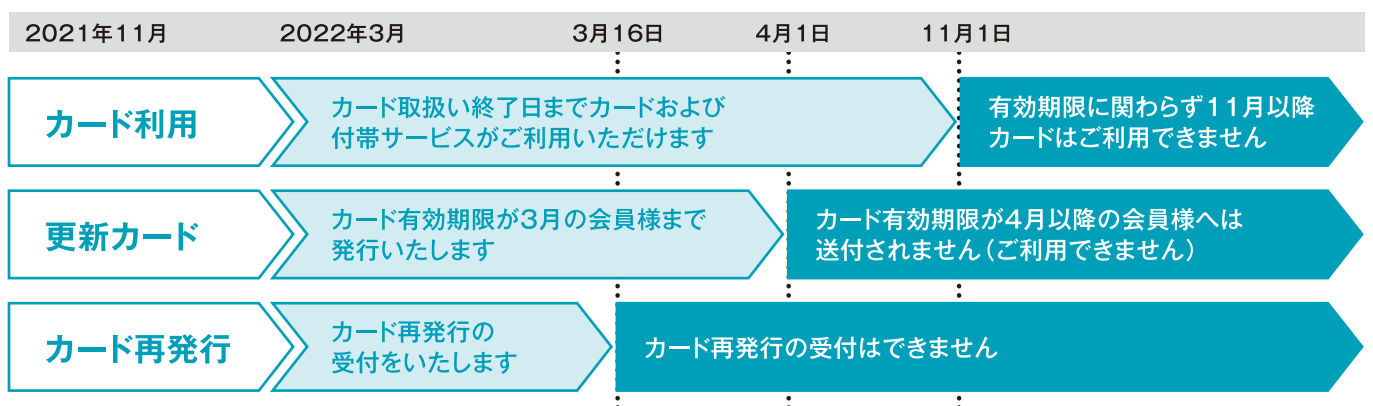 2021年11月 2022年3月 3月16日 4月1日 11月1日
カード利用
カード取扱い終了日までカードおよび
付帯サービスがご利用いただけます
有効期限に関わらず11月以降
カードはご利用できません
更新カード
カード有効期限が3月の会員様まで
発行いたします
カード有効期限が4月以降の会員様へは
送付されません（ご利用できません）
カード再発行
カード再発行の
受付をいたします
カード再発行の受付はできません